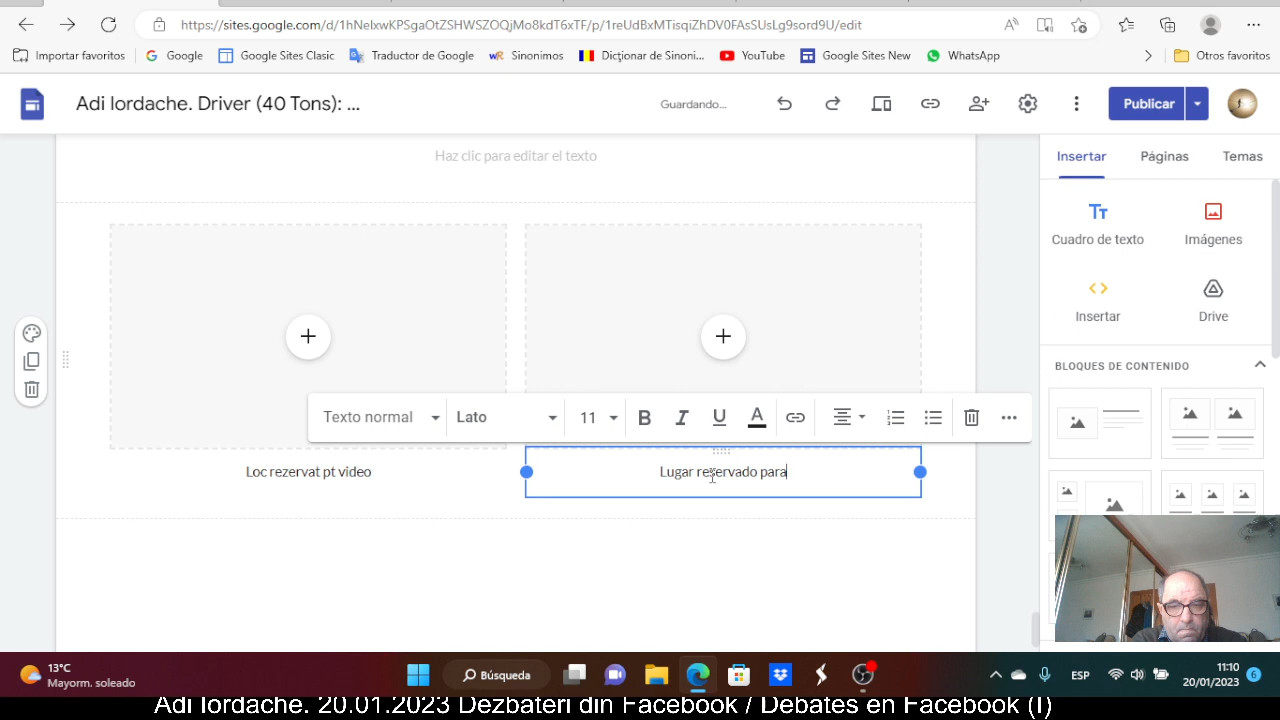 https://sites.google.com/d/1hNelxwKPSgaOtZSHWSZOQjMo8kdT6xTF/p/1reUdBxMTisqiZhDV0FAsSUsLg9sord9U/edit
Importar favoritos
Google
Google Sites Clasic
Traductor de Google
Sinonimos
Dicționar de Sinoni...
YouTube
Google Sites New
WhatsApp
Otros favoritos
Adi Iordache. Driver (40 Tons): ...
Guardando...
Publicar
Haz clic para editar el texto
Insertar
Páginas
Temas
Cuadro de texto
Imágenes
Insertar
Drive
BLOQUES DE CONTENIDO
Texto normal
Lato
11
Loc rezervat pt video
Lugar reservado para
13°C
Mayorm. soleado
Búsqueda
ESP
11:10
20/01/2023
6
Adi Iordache. 20.01.2023 Dezbateri din Facebook / Debates en Facebook (I)